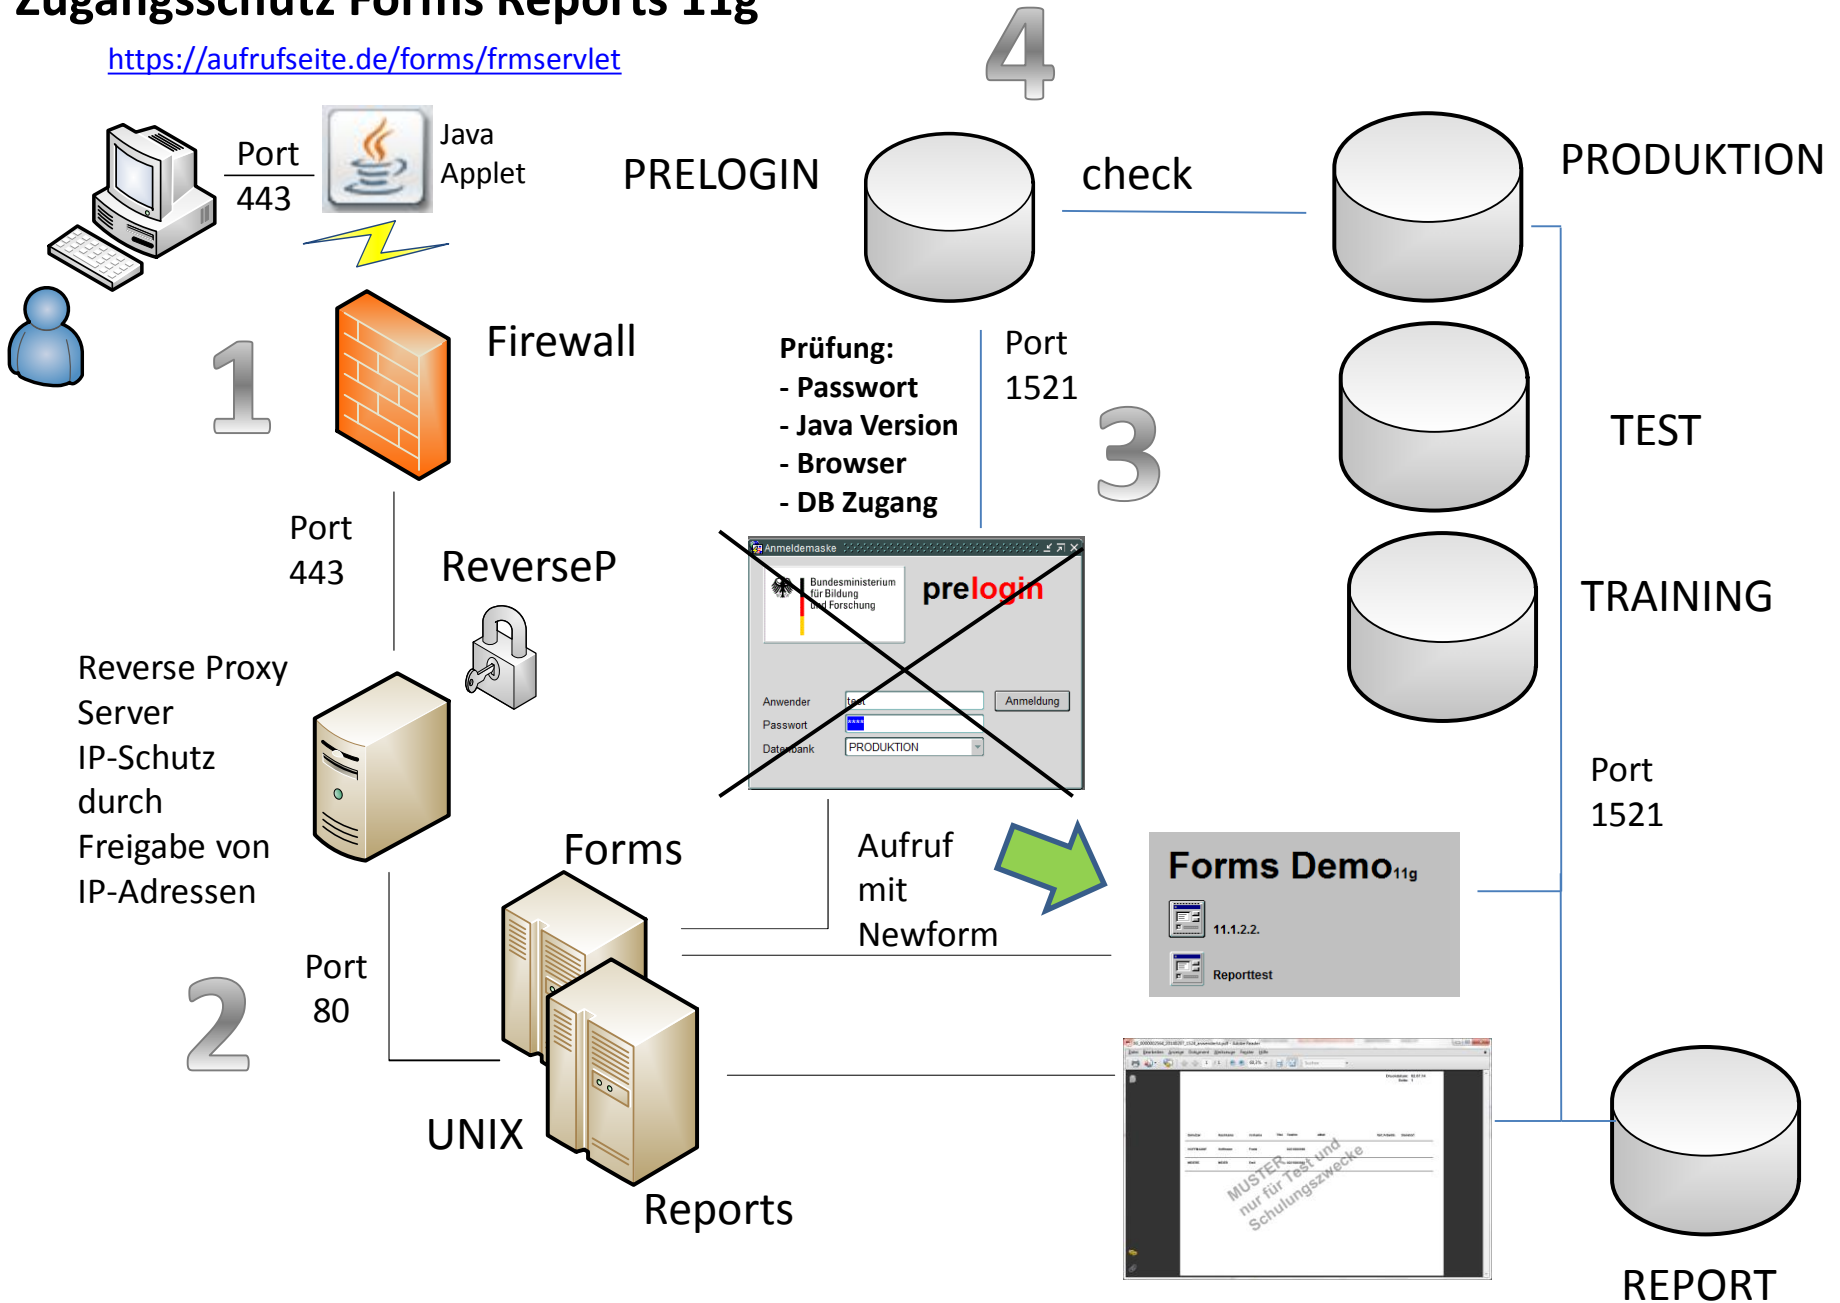 Zugangsschutz Forms Reports 11g
https://aufrufseite.de/forms/frmservlet
4
Port
443
Java
Applet
PRELOGIN
check
PRODUKTION
1
Firewall
Prüfung:
- Passwort
- Java Version
- Browser
- DB Zugang
Port
1521
3
TEST
Port
443
ReverseP
Anmeldemaske
Bundesministerium
für Bildung
und Forschung
prelogin
Anwender
test
Anmeldung
Passwort
****
Datenbank
PRODUKTION
TRAINING
Reverse Proxy
Server
IP-Schutz
durch
Freigabe von
IP-Adressen
Port
1521
Forms
Aufruf
mit
Newform
Forms Demo 11g
11.1.2.2.
Reporttest
2
Port
80
UNIX
Reports
MUSTER
nur für Test und
Schulungszwecke
REPORT